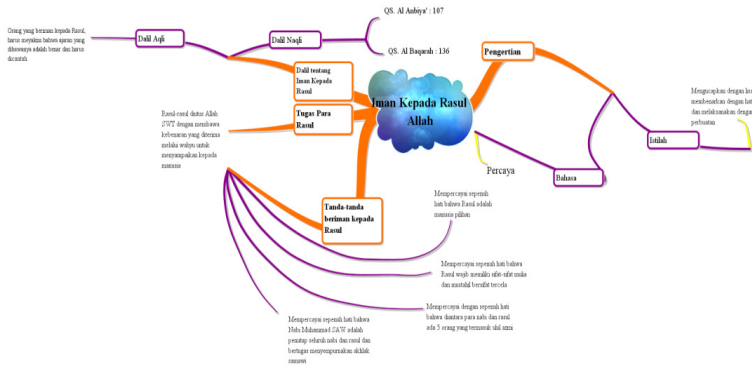 Iman Kepada Rasul
Allah
Pengertian
Bahasa
Percaya
Istilah
Mengucapkan dengan
membenarkan dengan
dan melaksanakan dengan
perbuatan
Dalil tentang
Iman Kepada
Rasul
Dalil Naqli
QS. Al Anbiya' : 107
QS. Al Baqarah : 136
Dalil Aqli
Orang yang beriman kepada Rasul,
harus meyakini bahwa ajaran yang
dibawanya adalah benar dan harus
dicontoh
Tugas Para
Rasul
Rasul-rasul diutus Allah
SWT dengan membawa
kebenaran yang diterima
melalui wahyu untuk
menyampaikan kepada
manusia
Tanda-tanda
beriman kepada
Rasul
Mempercayai sepenuh
hati bahwa Rasul adalah
manusia pilihan
Mempercayai sepenuh hati bahwa
Rasul wajib memiliki sifat-sifat mulia
dan mustahil bersifat tercela
Mempercayai dengan sepenuh hati
bahwa diantara para nabi dan rasul
ada 5 orang yang termasuk ulul azmi
Mempercayai sepenuh hati bahwa
Nabi Muhammad SAW adalah
penutup seluruh nabi dan rasul dan
bertugas menyempurnakan akhlak
manusia